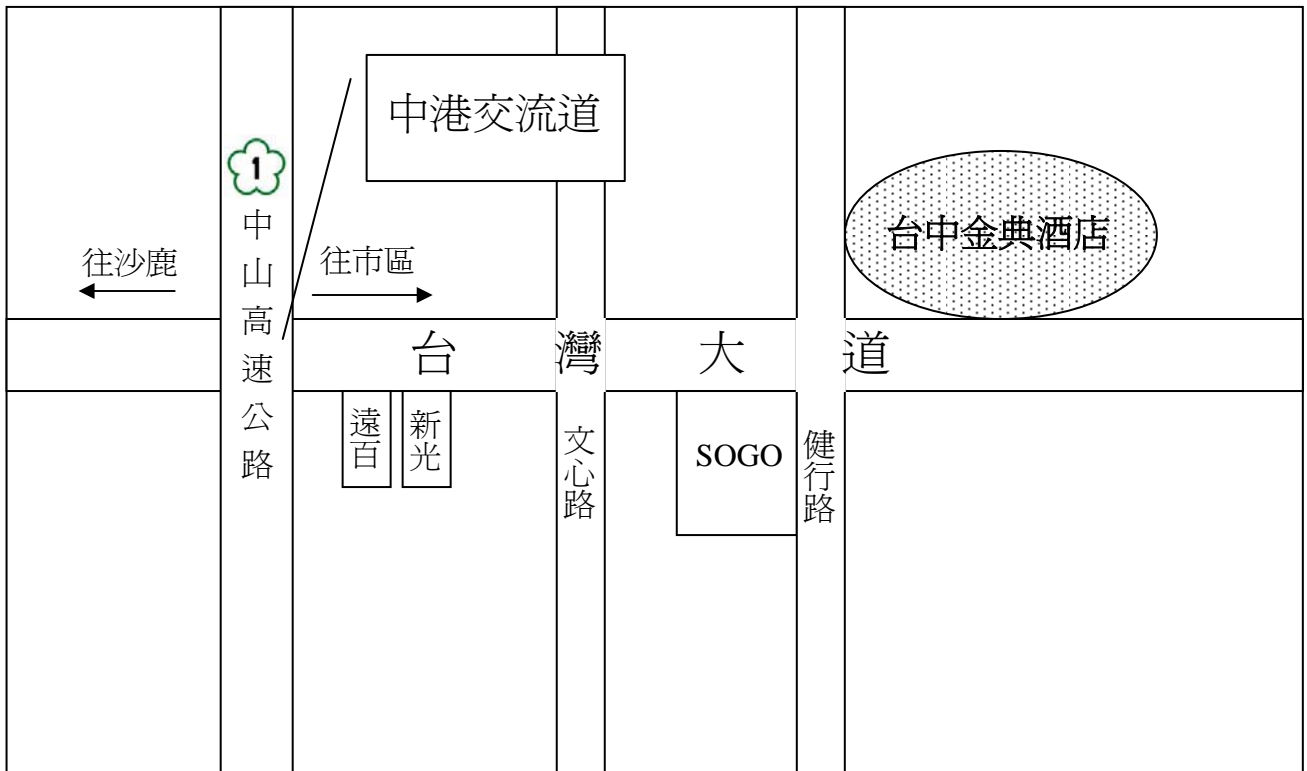 中港交流道
1
中山高速公路
往沙鹿
往市區
台中金典酒店
台灣大道
遠百
新光
文心路
SOGO
健行路